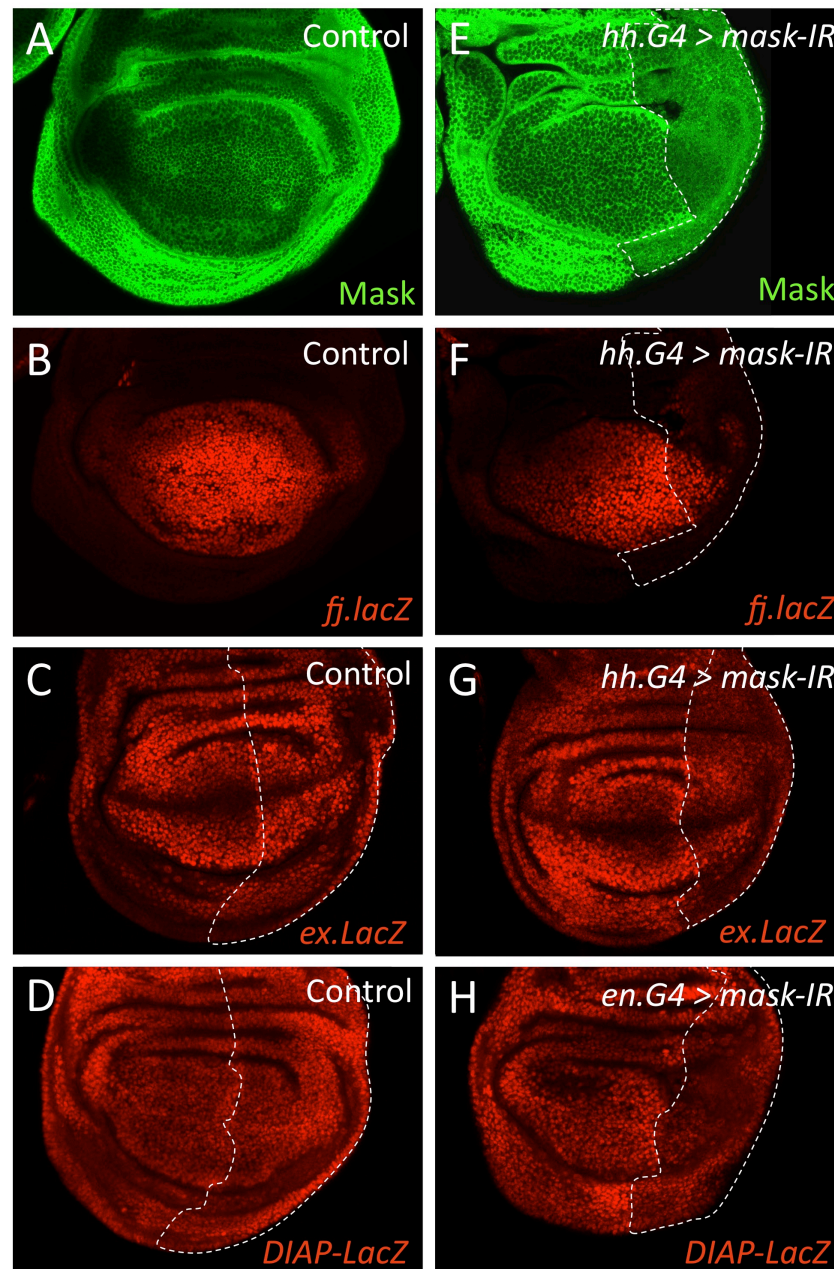 A
Control
Mask
E
hh.G4 > mask-IR
Mask
B
Control
fj.lacZ
F
hh.G4 > mask-IR
fj.lacZ
C
Control
ex.LacZ
G
hh.G4 > mask-IR
ex.LacZ
D
Control
DIAP-LacZ
H
en.G4 > mask-IR
DIAP-LacZ